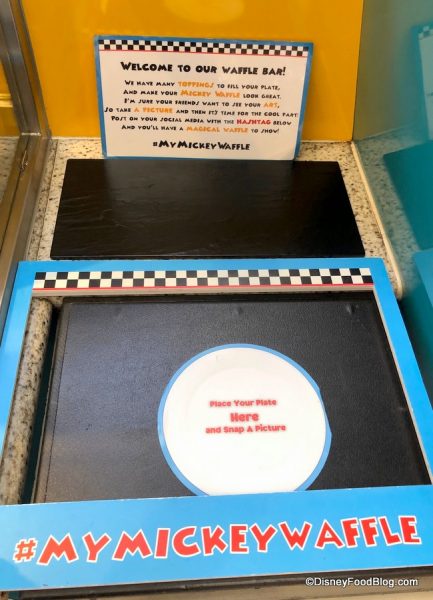 Welcome to our Waffle Bar!
We have many toppings to fill your plate,
And make your Mickey Waffle look great.
I'm sure your friends want to see your art,
So take a picture and then it's time for the cool part:
Post on your social media with the hashtag below
And you'll have a magical waffle to show!
#MyMickeyWaffle
Place Your Plate
Here
and Snap A Picture
#MYMICKEYWAFFLE
©DisneyFoodBlog.com